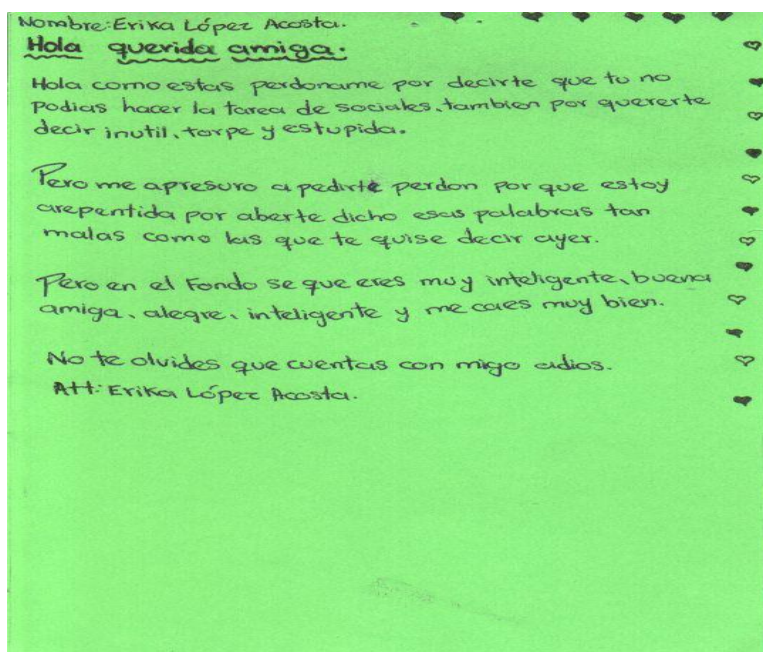 Nombre: Erika López Acosta.
Hola querida amiga.
Hola como estas perdoname por decirte que tu no
podias hacer la tarea de sociales, tambien por quererte
decir inutil, torpe y estupida.
Pero me apresuro a pedirte perdon por que estoy
arepentida por aberte dicho esas palabras tan
malas como las que te quise decir ayer.
Pero en el Fondo se que eres muy inteligente, buena
amiga, alegre, inteligente y me caes muy bien.
No te olvides que cuentas con migo adios.
Att: Erika López Acosta.